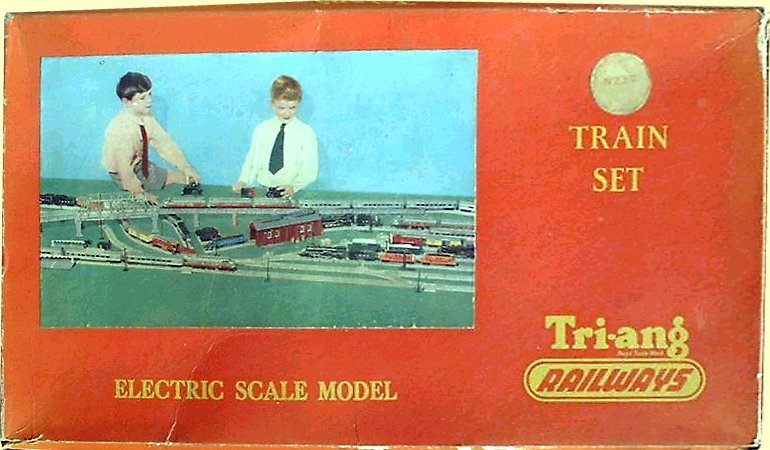 TRAIN
SET
Tri-ang
RAILWAYS
ELECTRIC SCALE MODEL